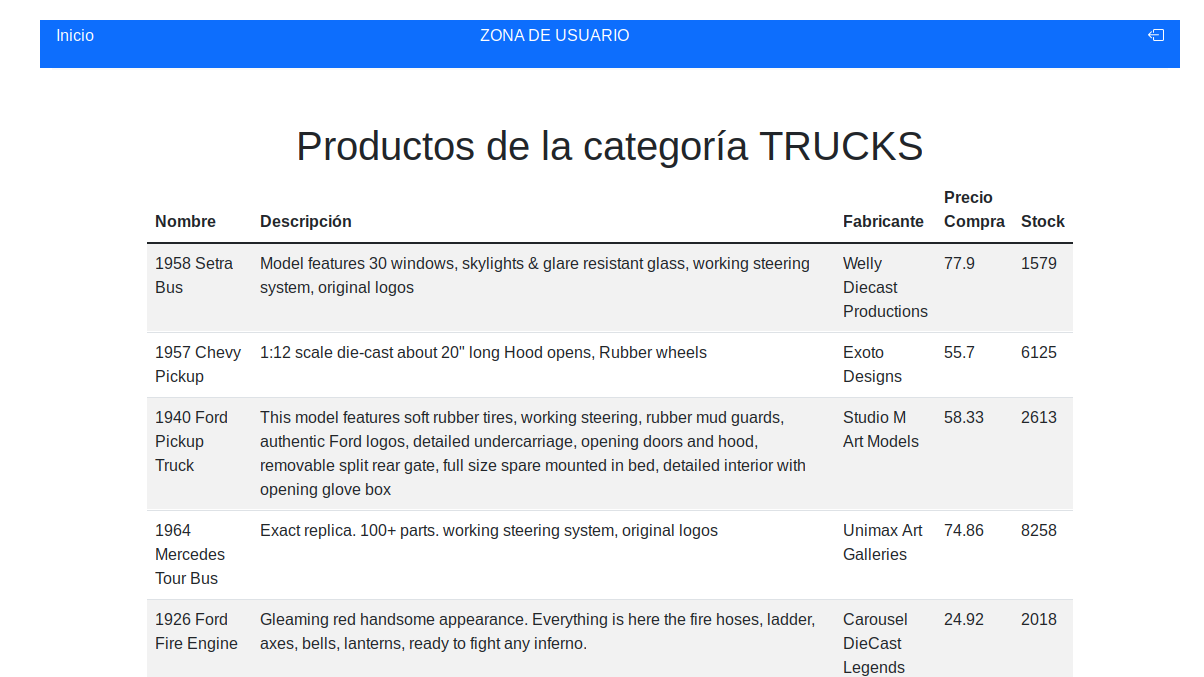 Inicio
ZONA DE USUARIO
Productos de la categoría TRUCKS
Nombre
Descripción
Fabricante
Precio
Compra
Stock
1958 Setra
Bus
Model features 30 windows, skylights & glare resistant glass, working steering
system, original logos
Welly
Diecast
Productions
77.9
1579
1957 Chevy
Pickup
1:12 scale die-cast about 20" long Hood opens, Rubber wheels
Exoto
Designs
55.7
6125
1940 Ford
Pickup
Truck
This model features soft rubber tires, working steering, rubber mud guards,
authentic Ford logos, detailed undercarriage, opening doors and hood,
removable split rear gate, full size spare mounted in bed, detailed interior with
opening glove box
Studio M
Art Models
58.33
2613
1964
Mercedes
Tour Bus
Exact replica. 100+ parts. working steering system, original logos
Unimax Art
Galleries
74.86
8258
1926 Ford
Fire Engine
Gleaming red handsome appearance. Everything is here the fire hoses, ladder,
axes, bells, lanterns, ready to fight any inferno.
Carousel
DieCast
Legends
24.92
2018